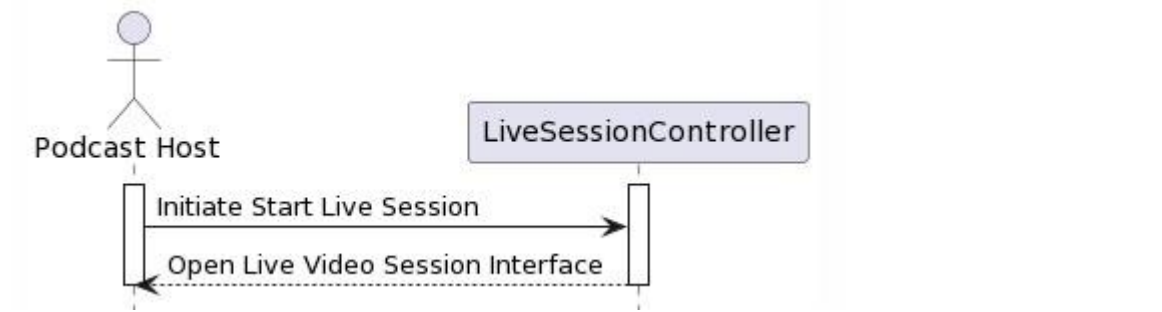 Podcast Host
LiveSessionController
Initiate Start Live Session
Open Live Video Session Interface